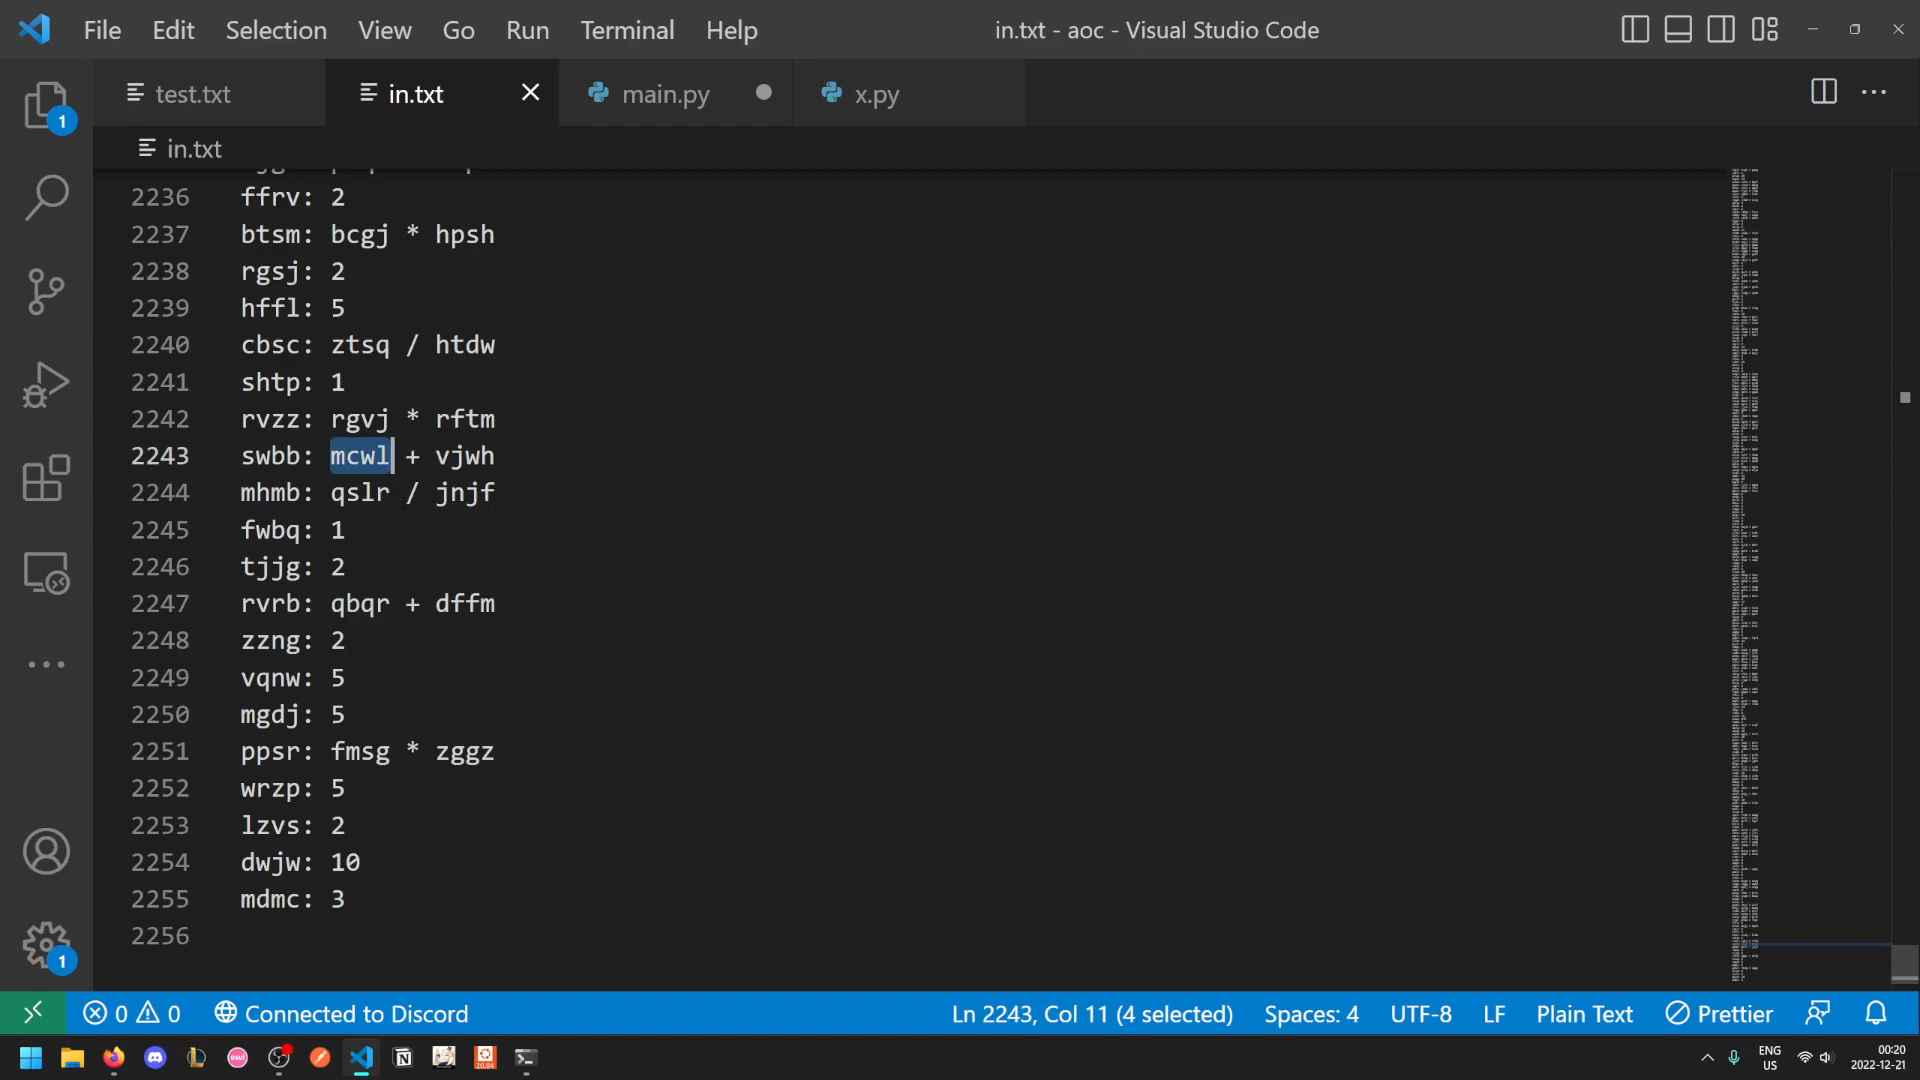 File Edit Selection View Go Run Terminal Help in.txt - aoc - Visual Studio Code
test.txt in.txt main.py x.py
in.txt
2236 ffrv: 2
2237 btsm: bcgj * hpsh
2238 rgsj: 2
2239 hffl: 5
2240 cbsc: ztsq / htdw
2241 shtp: 1
2242 rvzz: rgvj * rftm
2243 swbb: mcwl + vjwh
2244 mhmb: qslr / jnjf
2245 fwbq: 1
2246 tjjg: 2
2247 rvrb: qbqr + dffm
2248 zzng: 2
2249 vqnw: 5
2250 mgdj: 5
2251 ppsr: fmsg * zggz
2252 wrzp: 5
2253 lzvs: 2
2254 dwjw: 10
2255 mdmc: 3
2256
1
1
0 0 Connected to Discord Ln 2243, Col 11 (4 selected) Spaces: 4 UTF-8 LF Plain Text Prettier
osu! 20.04 ENG US 00:20 2022-12-21